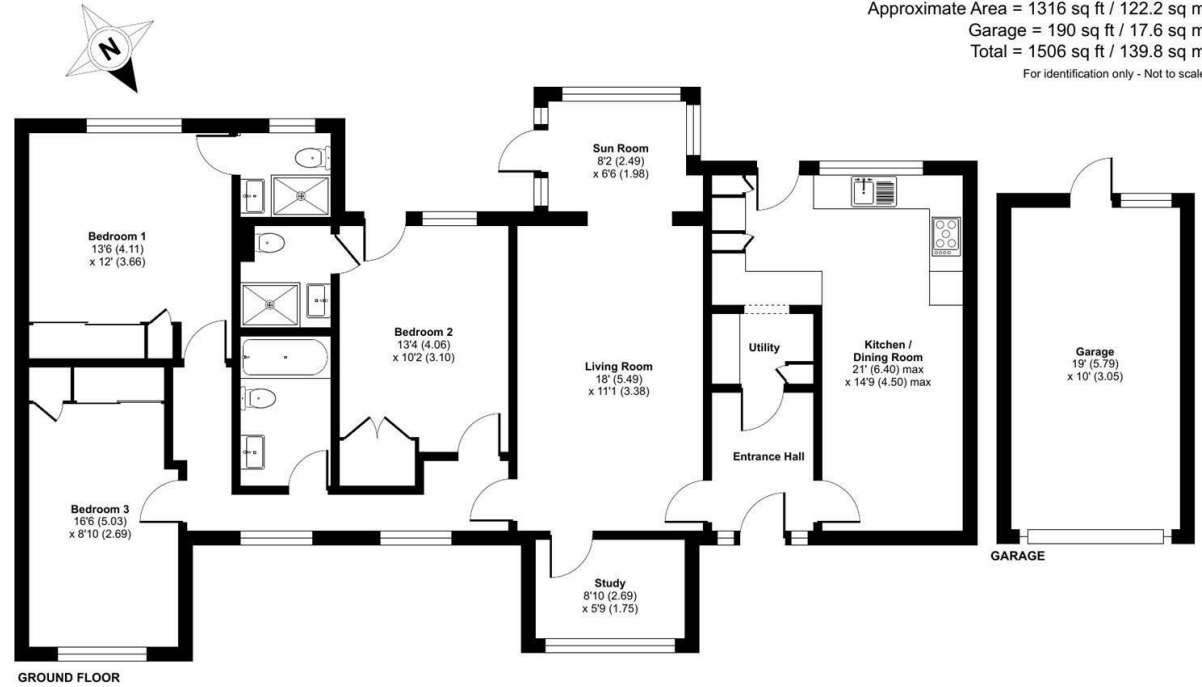 Approximate Area = 1316 sq ft / 122.2 sq m
Garage = 190 sq ft / 17.6 sq m
Total = 1506 sq ft / 139.8 sq m
For identification only - Not to scale
N
Sun Room
8'2 (2.49)
x 6'6 (1.98)
Bedroom 1
13'6 (4.11)
x 12' (3.66)
Bedroom 2
13'4 (4.06)
x 10'2 (3.10)
Living Room
18' (5.49)
x 11'1 (3.38)
Utility
Kitchen /
Dining Room
21' (6.40) max
x 14'9 (4.50) max
Garage
19' (5.79)
x 10' (3.05)
Entrance Hall
Bedroom 3
16'6 (5.03)
x 8'10 (2.69)
Study
8'10 (2.69)
x 5'9 (1.75)
GARAGE
GROUND FLOOR